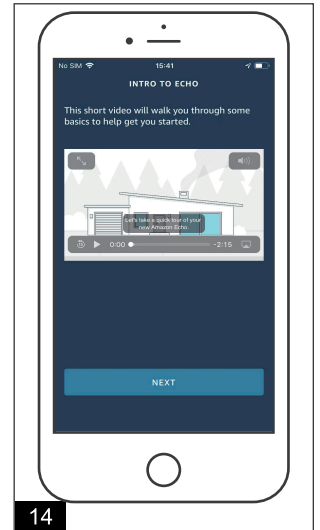 No SIM 15:41
INTRO TO ECHO
This short video will walk you through some
basics to help get you started.
Let's take a quick tour of your
new Amazon Echo.
15 0:00 -2:15
NEXT
14